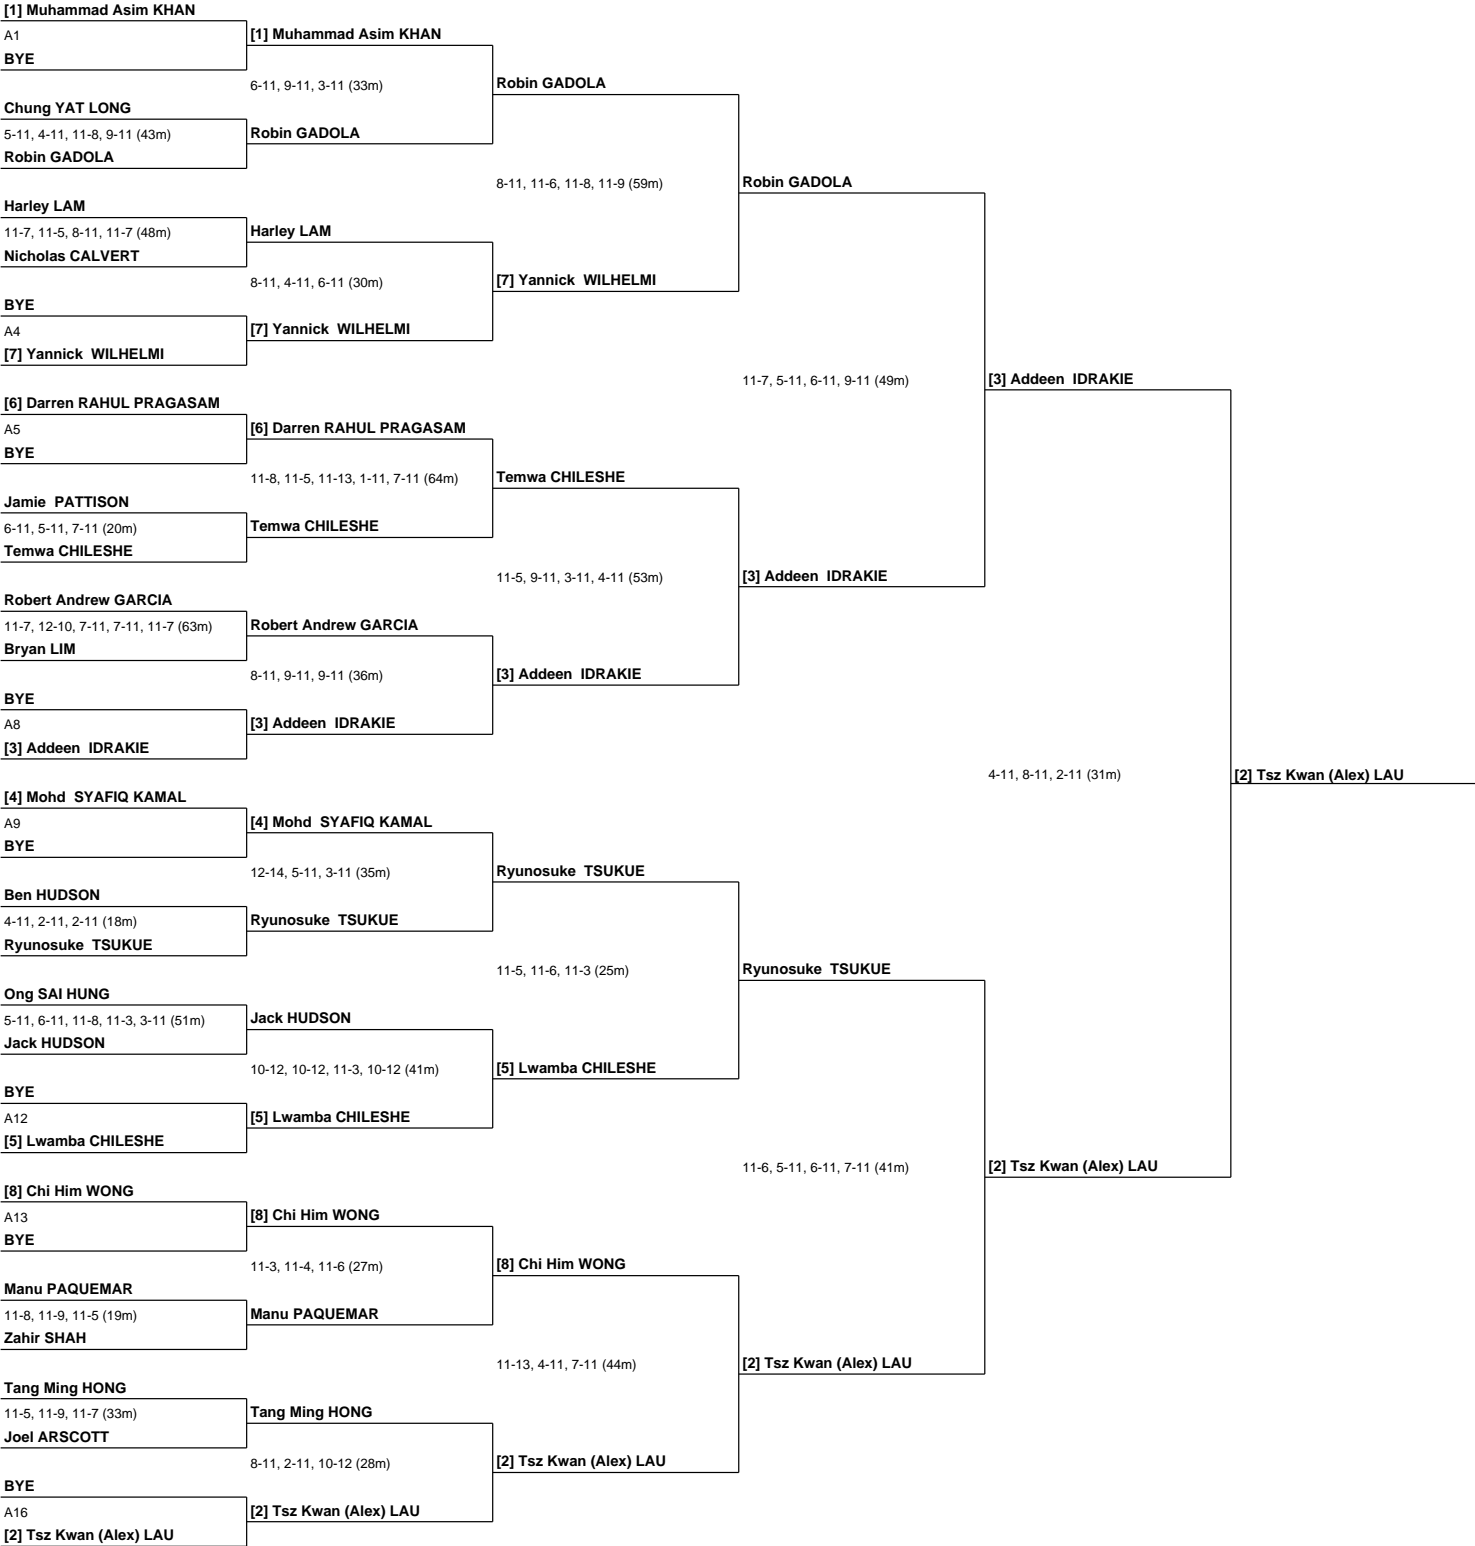 [1] Muhammad Asim KHAN
A1
BYE
Chung YAT LONG
5-11, 4-11, 11-8, 9-11 (43m)
Robin GADOLA
Harley LAM
11-7, 11-5, 8-11, 11-7 (48m)
Nicholas CALVERT
BYE
A4
[7] Yannick  WILHELMI
[6] Darren RAHUL PRAGASAM
A5
BYE
Jamie  PATTISON
6-11, 5-11, 7-11 (20m)
Temwa CHILESHE
Robert Andrew GARCIA
11-7, 12-10, 7-11, 7-11, 11-7 (63m)
Bryan LIM
BYE
A8
[3] Addeen  IDRAKIE
[4] Mohd  SYAFIQ KAMAL
A9
BYE
Ben HUDSON
4-11, 2-11, 2-11 (18m)
Ryunosuke  TSUKUE
Ong SAI HUNG
5-11, 6-11, 11-8, 11-3, 3-11 (51m)
Jack HUDSON
BYE
A12
[5] Lwamba CHILESHE
[8] Chi Him WONG
A13
BYE
Manu PAQUEMAR
11-8, 11-9, 11-5 (19m)
Zahir SHAH
Tang Ming HONG
11-5, 11-9, 11-7 (33m)
Joel ARSCOTT
BYE
A16
[2] Tsz Kwan (Alex) LAU
[1] Muhammad Asim KHAN
6-11, 9-11, 3-11 (33m)
Robin GADOLA
Harley LAM
8-11, 4-11, 6-11 (30m)
[7] Yannick  WILHELMI
[6] Darren RAHUL PRAGASAM
11-8, 11-5, 11-13, 1-11, 7-11 (64m)
Temwa CHILESHE
Robert Andrew GARCIA
8-11, 9-11, 9-11 (36m)
[3] Addeen  IDRAKIE
[4] Mohd  SYAFIQ KAMAL
12-14, 5-11, 3-11 (35m)
Ryunosuke  TSUKUE
Jack HUDSON
10-12, 10-12, 11-3, 10-12 (41m)
[5] Lwamba CHILESHE
[8] Chi Him WONG
11-3, 11-4, 11-6 (27m)
Manu PAQUEMAR
Tang Ming HONG
8-11, 2-11, 10-12 (28m)
[2] Tsz Kwan (Alex) LAU
Robin GADOLA
8-11, 11-6, 11-8, 11-9 (59m)
[7] Yannick  WILHELMI
Temwa CHILESHE
11-5, 9-11, 3-11, 4-11 (53m)
[3] Addeen  IDRAKIE
Ryunosuke  TSUKUE
11-5, 11-6, 11-3 (25m)
[5] Lwamba CHILESHE
[8] Chi Him WONG
11-13, 4-11, 7-11 (44m)
[2] Tsz Kwan (Alex) LAU
Robin GADOLA
11-7, 5-11, 6-11, 9-11 (49m)
[3] Addeen  IDRAKIE
Ryunosuke  TSUKUE
11-6, 5-11, 6-11, 7-11 (41m)
[2] Tsz Kwan (Alex) LAU
[3] Addeen  IDRAKIE
4-11, 8-11, 2-11 (31m)
[2] Tsz Kwan (Alex) LAU
[2] Tsz Kwan (Alex) LAU